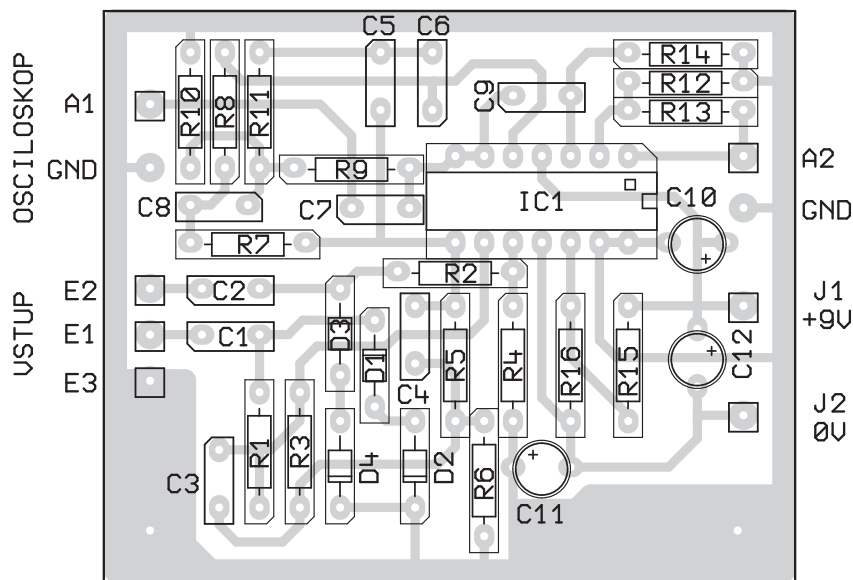 C5 C6
R14
R12
R13
C9
OSCILOSKOP
A1
R10
R8
R11
GND
R9
A2
IC1
C10
GND
C8
C7
+
R7
R2
VSTUP
E2
C2
J1
+9V
E1
C1
D3
D1
C4
R5
R4
R16
R15
+
C12
E3
J2
0V
R1
R3
D4
D2
R6
+
C3
C11